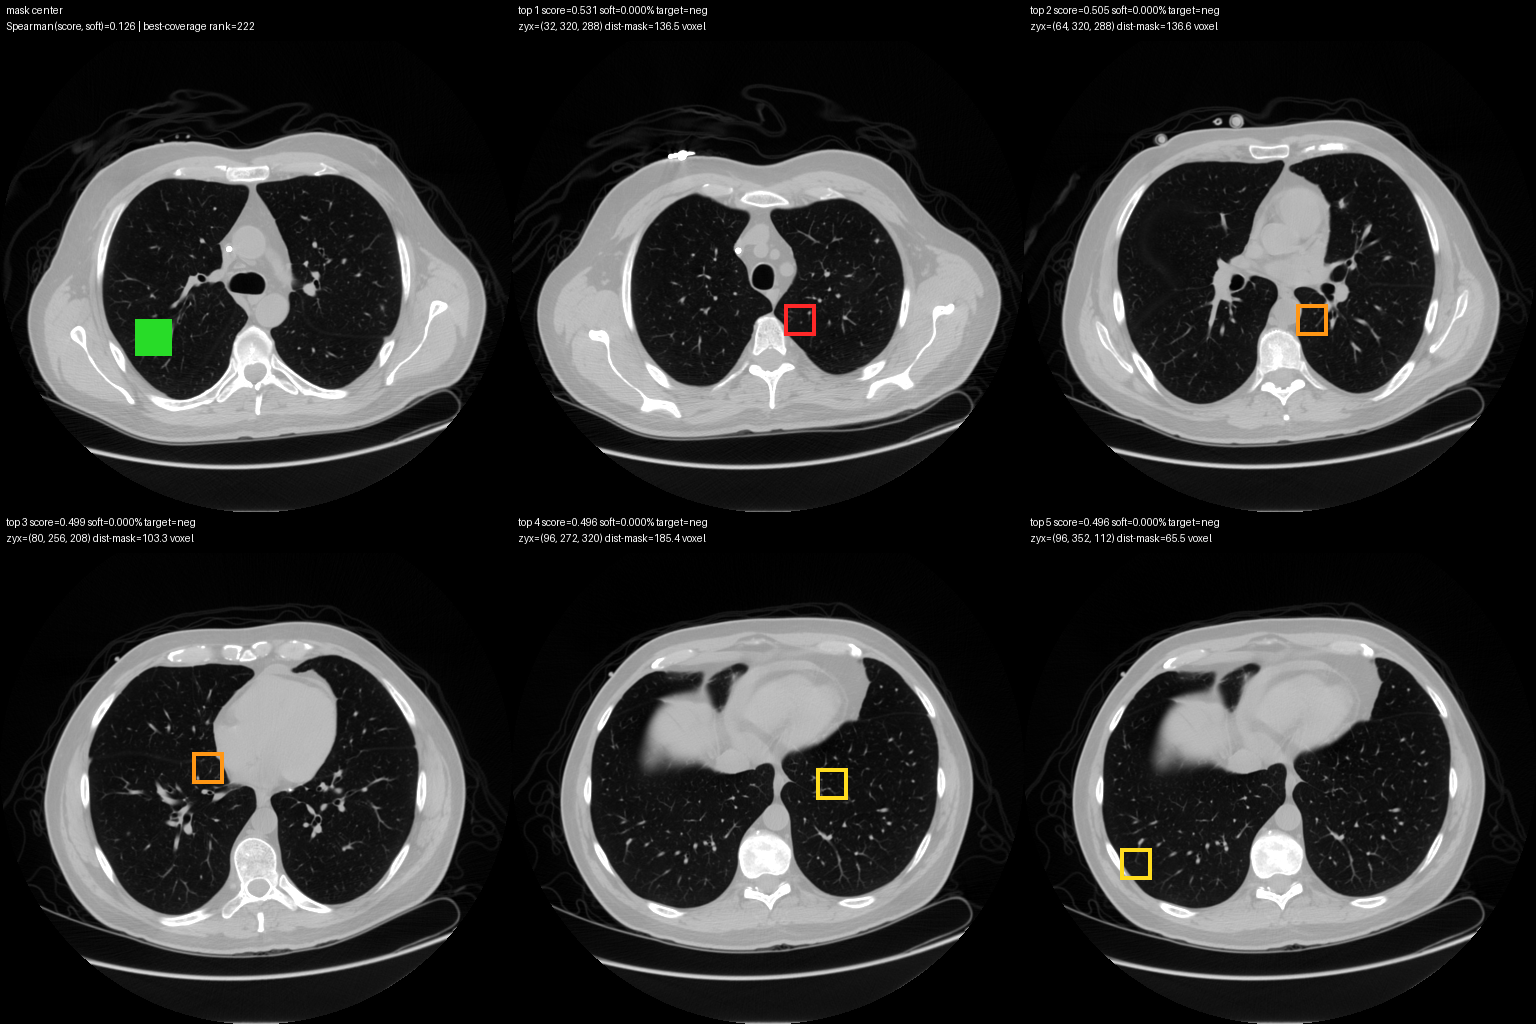 mask center
Spearman(score, soft)=0.126 | best-coverage rank=222
top 1 score=0.531 soft=0.000% target=neg
zyx=(32, 320, 288) dist-mask=136.5 voxel
top 2 score=0.505 soft=0.000% target=neg
zyx=(64, 320, 288) dist-mask=136.6 voxel
top 3 score=0.499 soft=0.000% target=neg
zyx=(80, 256, 208) dist-mask=103.3 voxel
top 4 score=0.496 soft=0.000% target=neg
zyx=(96, 272, 320) dist-mask=185.4 voxel
top 5 score=0.496 soft=0.000% target=neg
zyx=(96, 352, 112) dist-mask=65.5 voxel